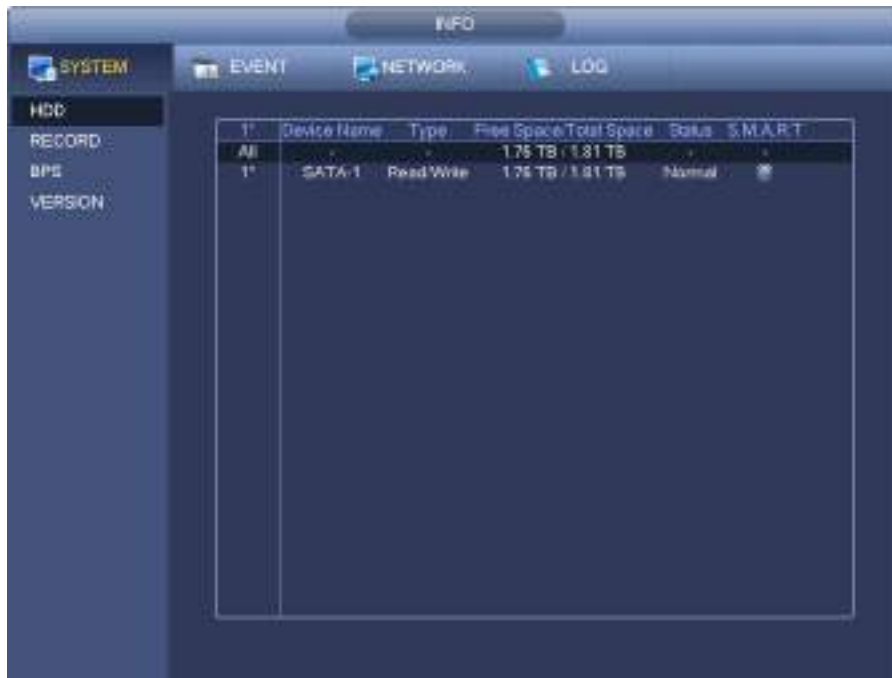 INFO
SYSTEM EVENT NETWORK LOG
HDD
RECORD
BPS
VERSION
1* Device Name Type Free Space/Total Space Status S.M.A.R.T
All - - 1.76 TB / 1.81 TB - -
1* SATA-1 Read/Write 1.76 TB / 1.81 TB Normal